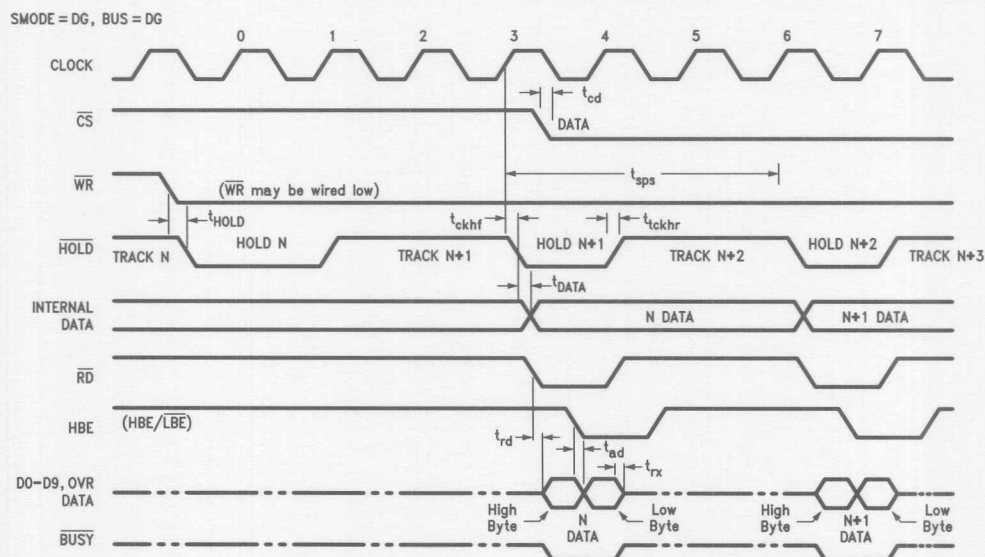 SMODE = DG, BUS = DG
0 1 2 3 4 5 6 7
CLOCK
t_cd
CS DATA
WR (WR may be wired low) t_sps
t_HOLD t_ckhf t_tckhr
HOLD TRACK N HOLD N TRACK N+1 HOLD N+1 TRACK N+2 HOLD N+2 TRACK N+3
t_DATA
INTERNAL
DATA
N DATA N+1 DATA
RD
HBE (HBE/LBE)
t_rd t_ad t_rx
D0-D9, OVR
DATA
High
Byte
N
DATA
Low
Byte
High
Byte
N+1
DATA
Low
Byte
BUSY